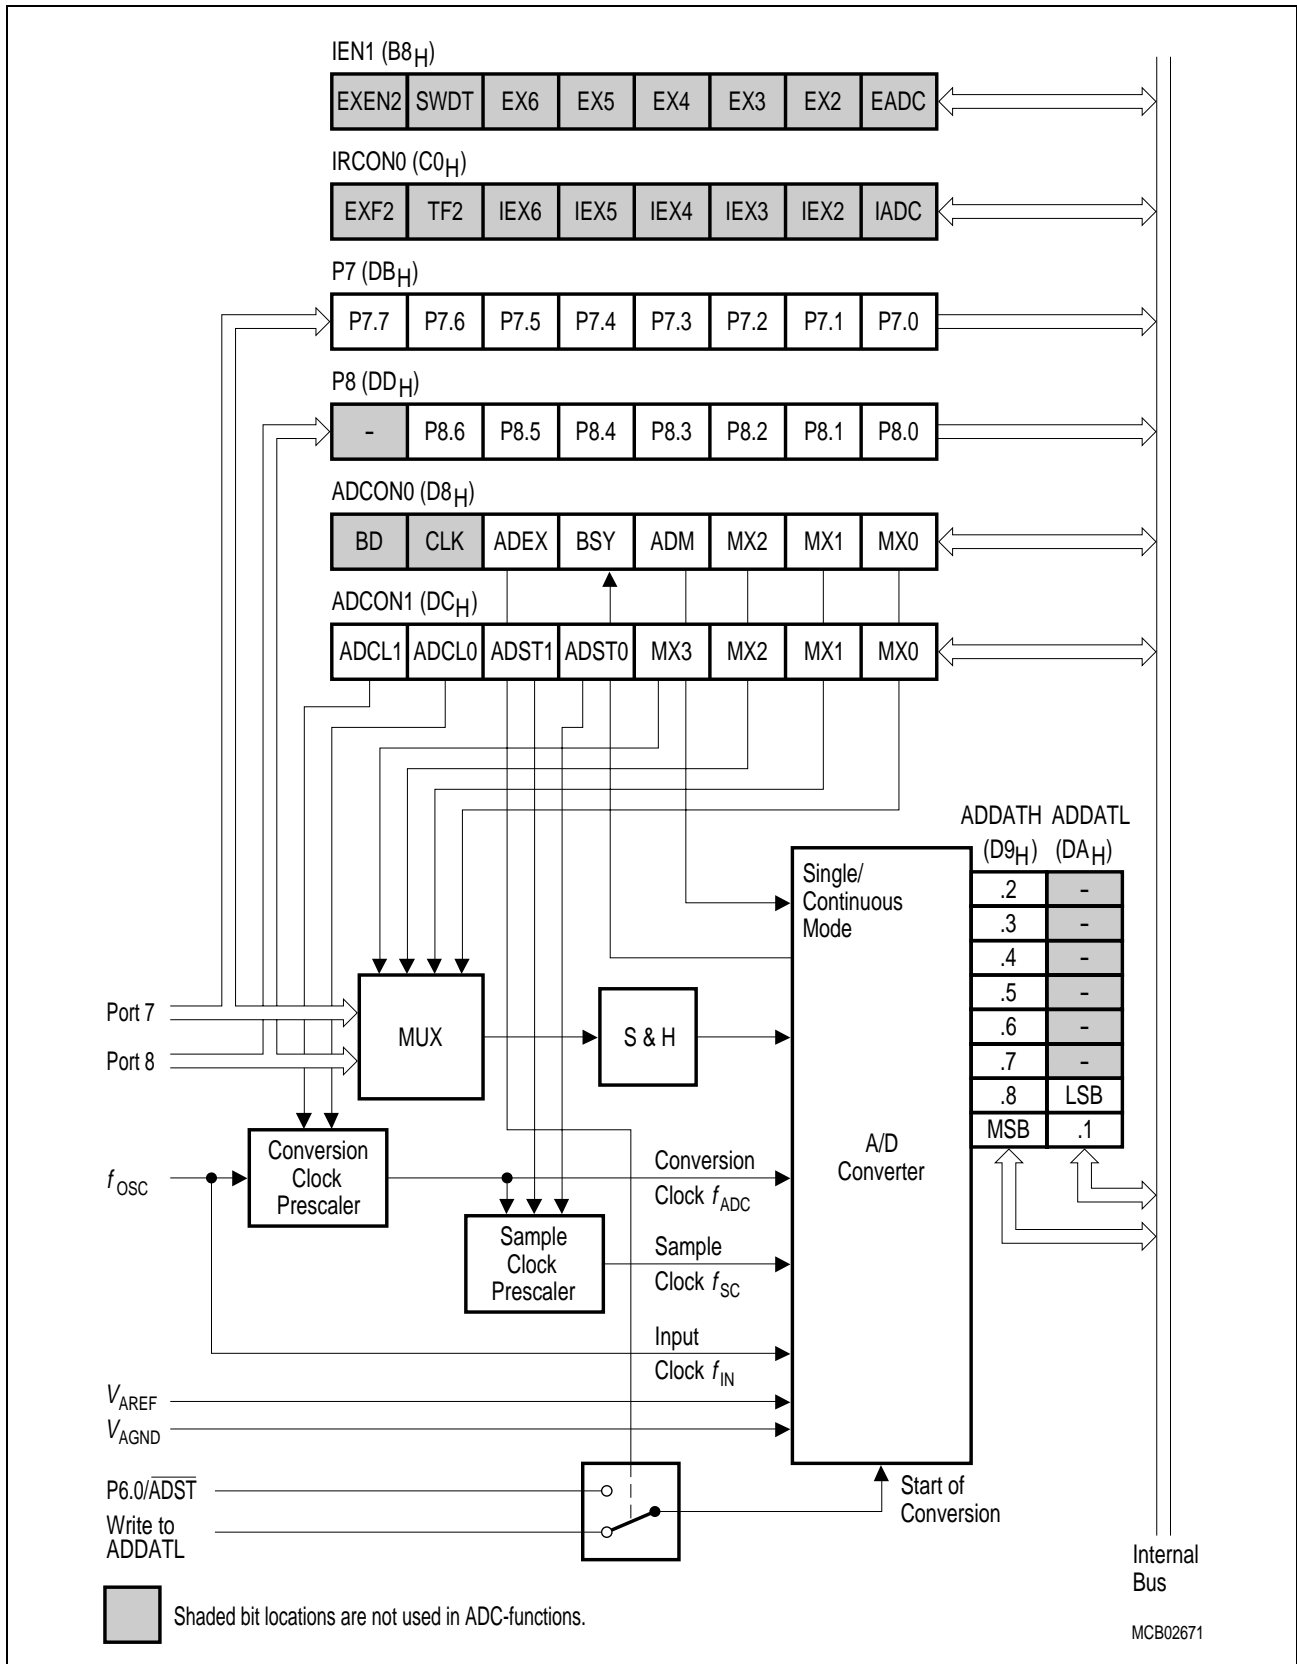 IEN1 (B8H)
EXEN2 SWDT EX6 EX5 EX4 EX3 EX2 EADC
IRCON0 (C0H)
EXF2 TF2 IEX6 IEX5 IEX4 IEX3 IEX2 IADC
P7 (DBH)
P7.7 P7.6 P7.5 P7.4 P7.3 P7.2 P7.1 P7.0
P8 (DDH)
- P8.6 P8.5 P8.4 P8.3 P8.2 P8.1 P8.0
ADCON0 (D8H)
BD CLK ADEX BSY ADM MX2 MX1 MX0
ADCON1 (DCH)
ADCL1 ADCL0 ADST1 ADST0 MX3 MX2 MX1 MX0
ADDATH ADDATL
(D9H) (DAH)
.2 -
.3 -
.4 -
.5 -
.6 -
.7 -
.8 LSB
MSB .1
Single/
Continuous
Mode
Port 7
Port 8
MUX
S & H
A/D
Converter
fOSC
Conversion
Clock
Prescaler
Conversion
Clock fADC
Sample
Clock
Prescaler
Sample
Clock fSC
Input
Clock fIN
VAREF
VAGND
P6.0/A̅D̅S̅T̅
Write to
ADDATL
Start of
Conversion
Internal
Bus
Shaded bit locations are not used in ADC-functions.
MCB02671